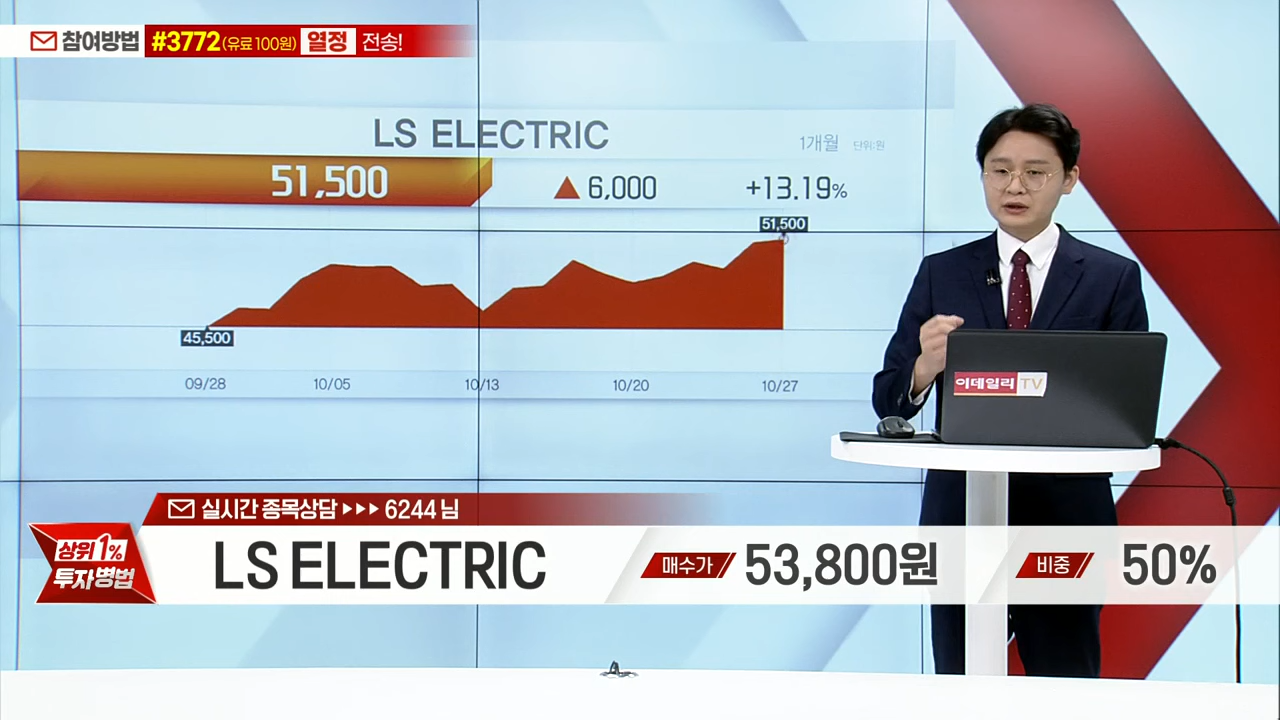 참여방법 #3772(유료 100원) 열정 전송!
LS ELECTRIC
1개월 단위:원
51,500 ▲ 6,000 +13.19%
51,500
45,500
09/28 10/05 10/13 10/20 10/27
이데일리 TV
실시간 종목상담 ▶▶▶ 6244 님
상위 1%
투자병법
LS ELECTRIC 매수가 53,800원 비중 50%